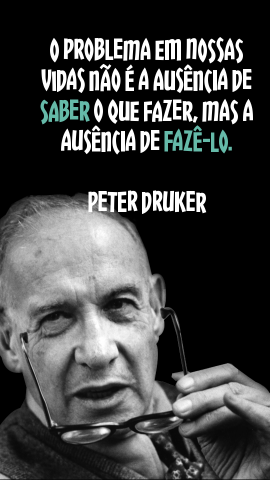 O PROBLEMA EM NOSSAS
VIDAS NÃO É A AUSÊNCIA DE
SABER O QUE FAZER, MAS A
AUSÊNCIA DE FAZÊ-LO.
PETER DRUKER